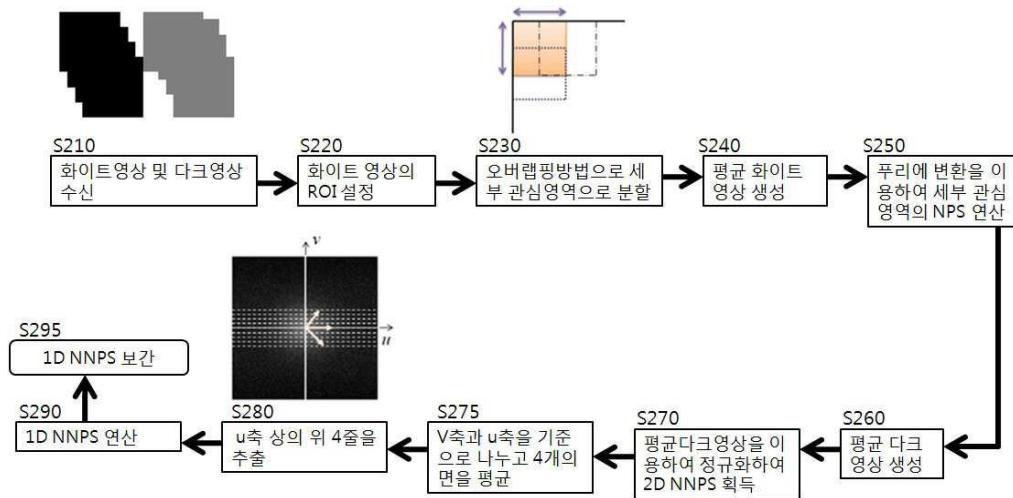 S210
화이트영상 및 다크영상
수신
S220
화이트 영상의
ROI 설정
S230
오버랩핑방법으로 세
부 관심영역으로 분할
S240
평균 화이트
영상 생성
S250
푸리에 변환을 이
용하여 세부 관심
영역의 NPS 연산
S260
평균 다크
영상 생성
S270
평균다크영상을 이
용하여 정규화하여
2D NNPS 획득
S275
V축과 u축을 기준
으로 나누고 4개의
면을 평균
v
u
S280
u축 상의 위 4줄을
추출
S290
1D NNPS 연산
S295
1D NNPS 보간